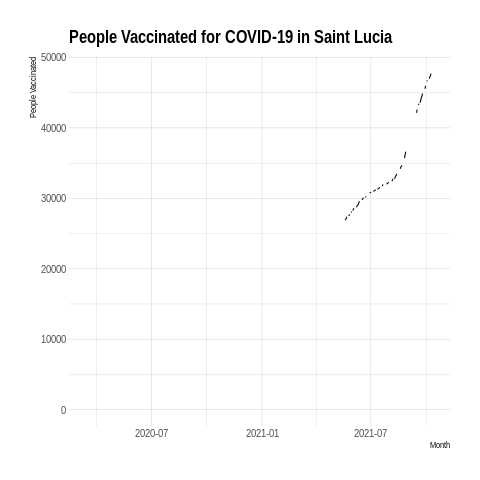 People Vaccinated for COVID-19 in Saint Lucia
People Vaccinated
50000
40000
30000
20000
10000
0
2020-07 2021-01 2021-07
Month